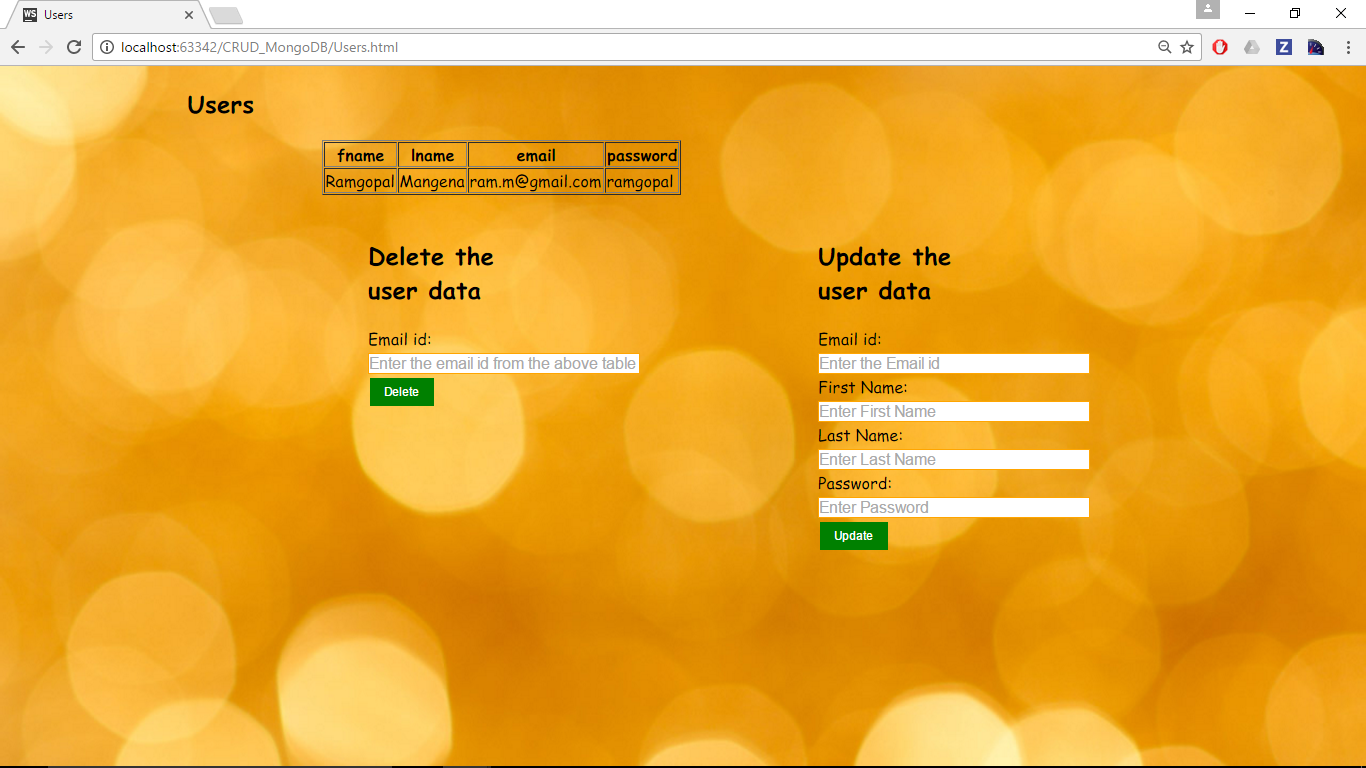 Users
localhost:63342/CRUD_MongoDB/Users.html
Users
fname lname email password
Ramgopal Mangena ram.m@gmail.com ramgopal
Delete the
user data
Email id:
Enter the email id from the above table
Delete
Update the
user data
Email id:
Enter the Email id
First Name:
Enter First Name
Last Name:
Enter Last Name
Password:
Enter Password
Update